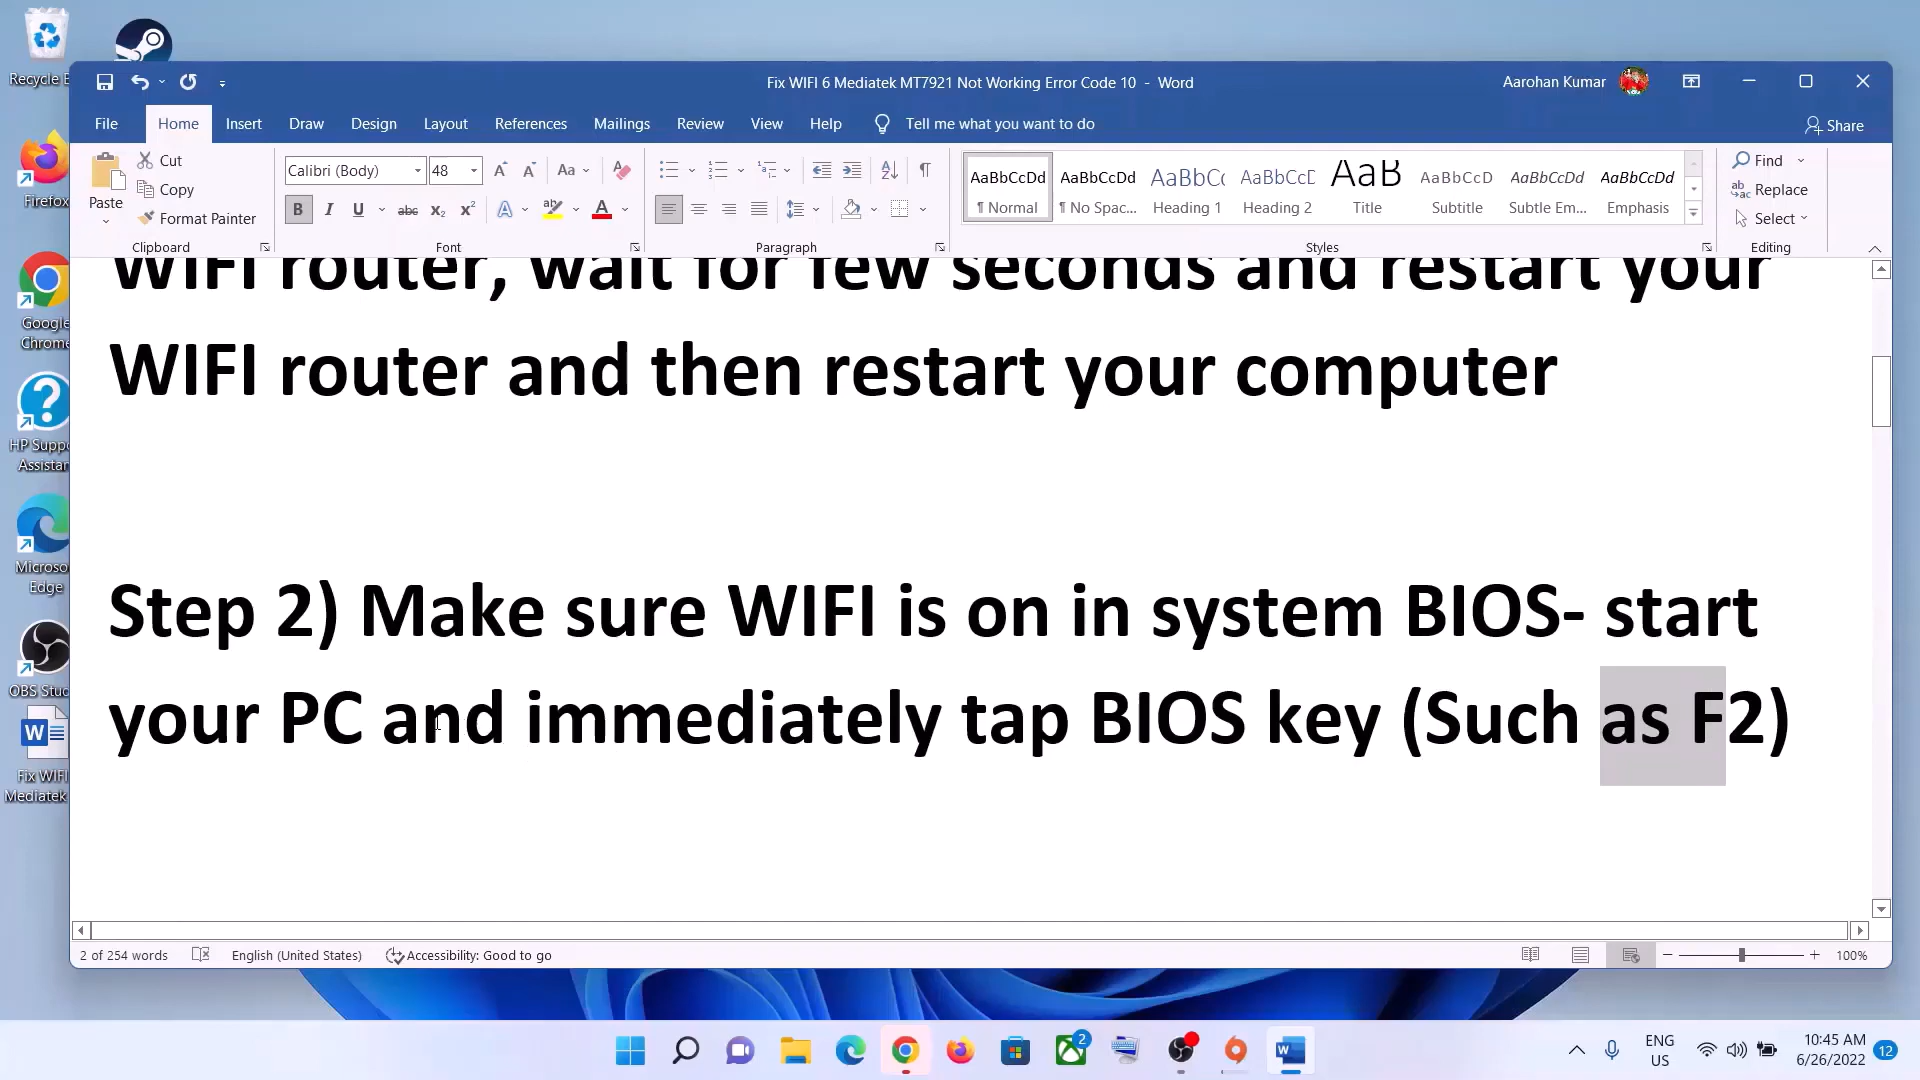 Recycle B
Firefox
Google
Chrome
HP Suppo
Assistan
Microso
Edge
OBS Stud
Fix WIFI
Mediatek
Fix WIFI 6 Mediatek MT7921 Not Working Error Code 10 - Word
Aarohan Kumar
File Home Insert Draw Design Layout References Mailings Review View Help Tell me what you want to do
Share
Paste
Cut
Copy
Format Painter
Clipboard
Calibri (Body) 48
Font
Paragraph
AaBbCcDd
¶ Normal
AaBbCcDd
¶ No Spac...
AaBbC
Heading 1
AaBbCcD
Heading 2
AaB
Title
AaBbCcD
Subtitle
AaBbCcDd
Subtle Em...
AaBbCcDd
Emphasis
Styles
Find
Replace
Select
Editing
WIFI router, wait for few seconds and restart your
WIFI router and then restart your computer
Step 2) Make sure WIFI is on in system BIOS- start
your PC and immediately tap BIOS key (Such as F2)
2 of 254 words English (United States) Accessibility: Good to go
100%
2
ENG
US
10:45 AM
6/26/2022
12